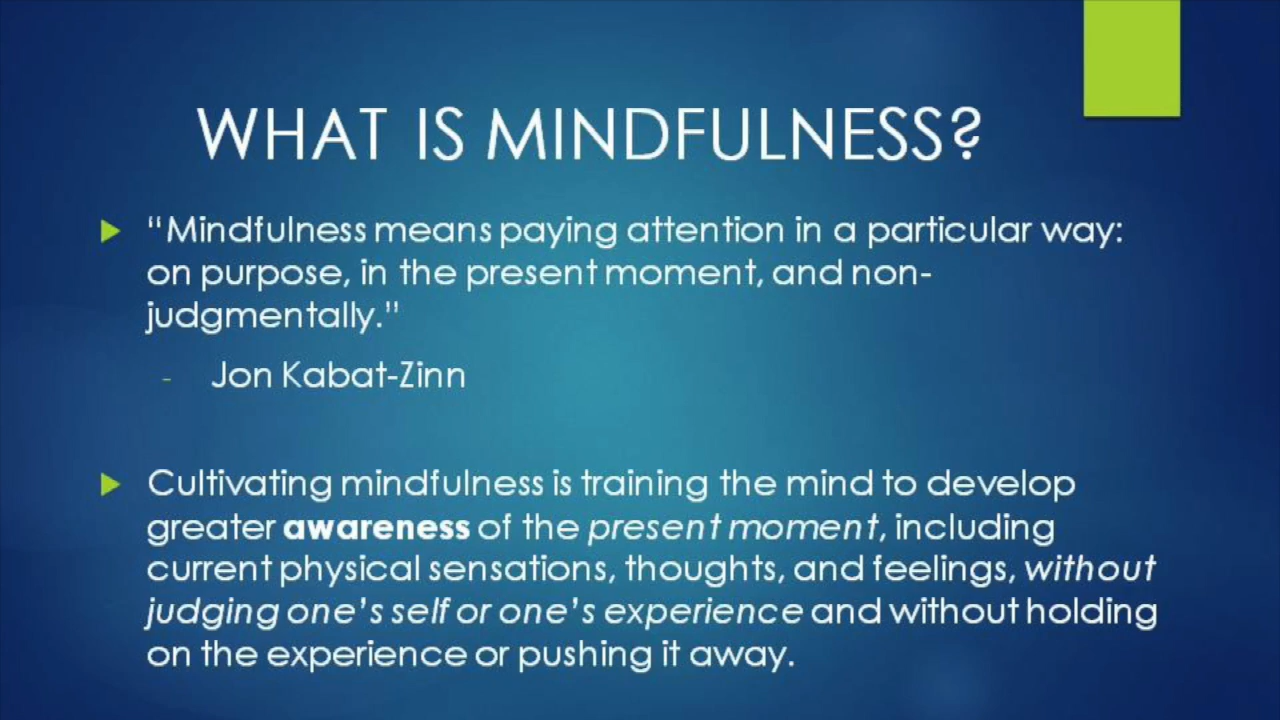 WHAT IS MINDFULNESS?
“Mindfulness means paying attention in a particular way:
on purpose, in the present moment, and non-
judgmentally.”
- Jon Kabat-Zinn
Cultivating mindfulness is training the mind to develop
greater awareness of the present moment, including
current physical sensations, thoughts, and feelings, without
judging one’s self or one’s experience and without holding
on the experience or pushing it away.